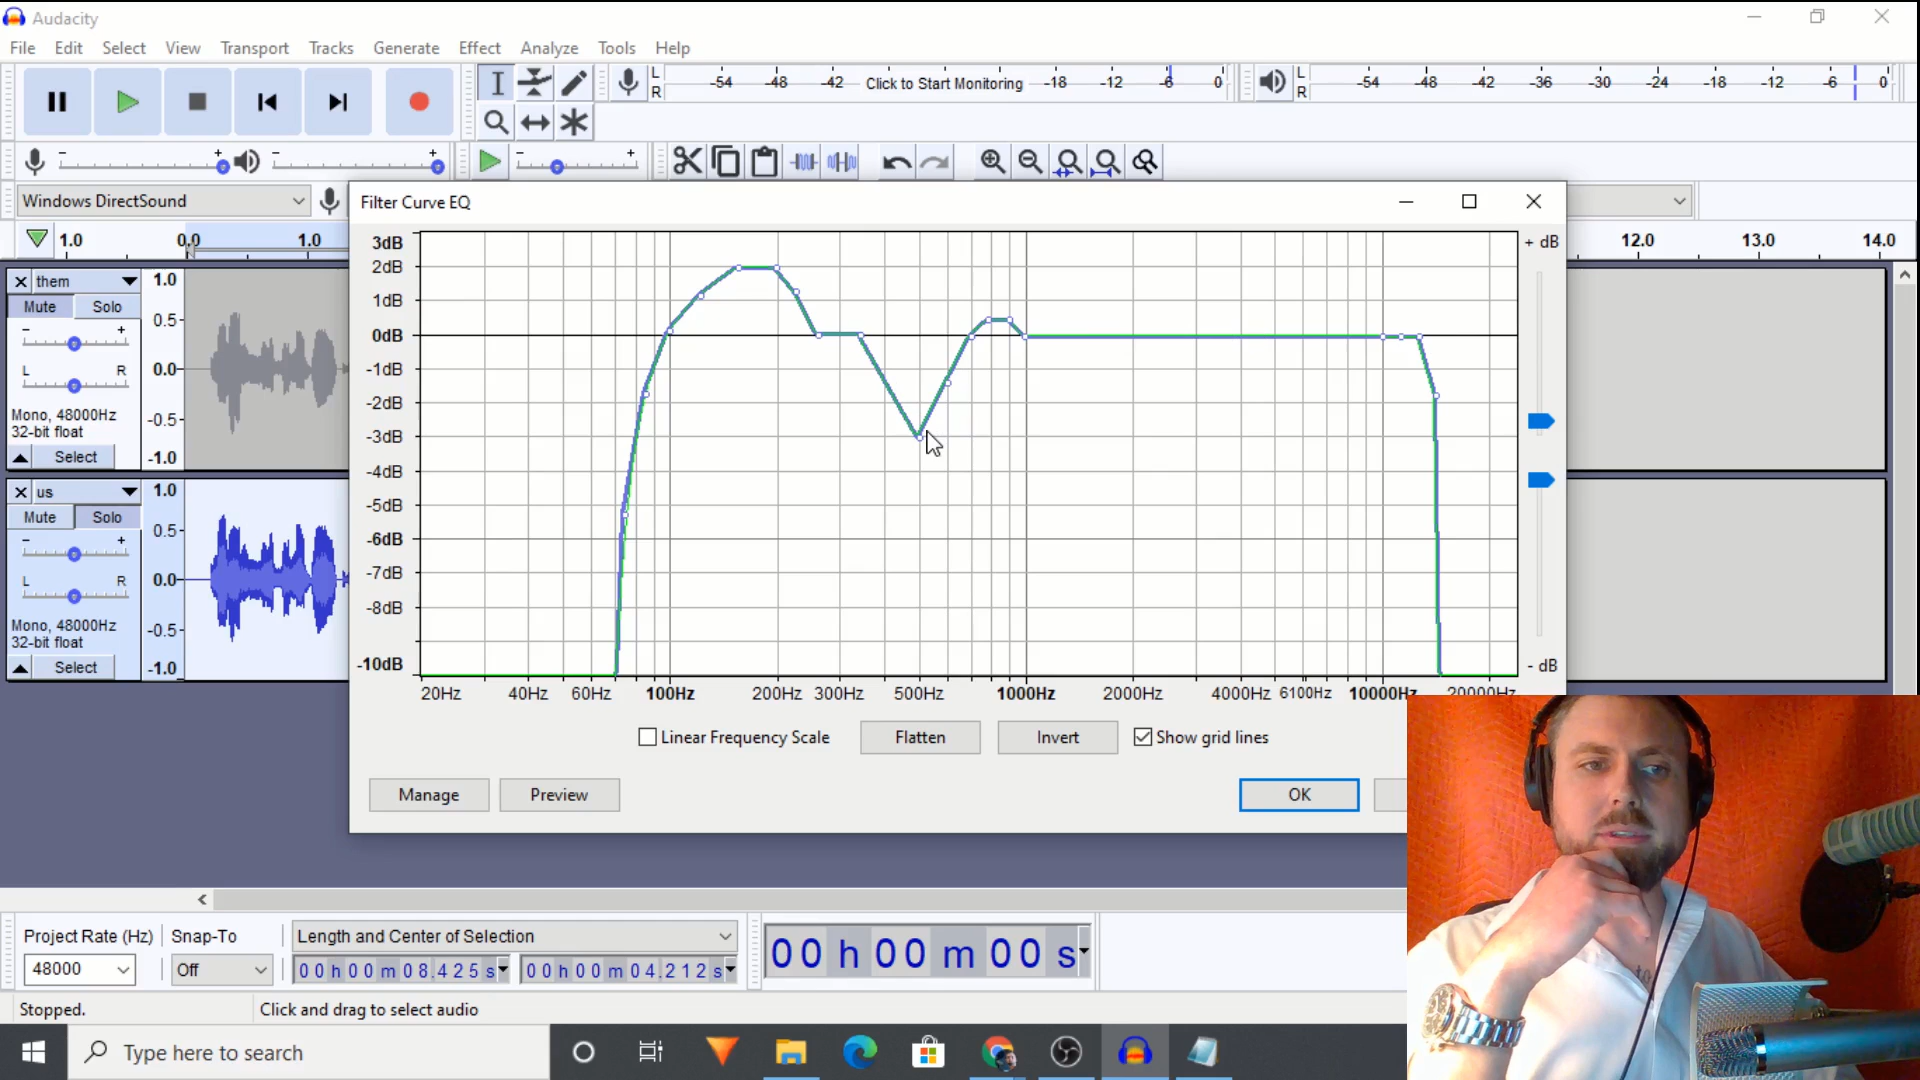 Audacity
File Edit Select View Transport Tracks Generate Effect Analyze Tools Help
L R -54 -48 -42 Click to Start Monitoring -18 -12 -6 0
L R -54 -48 -42 -36 -30 -24 -18 -12 -6 0
- + - + - +
Windows DirectSound
1.0 0.0 1.0 12.0 13.0 14.0
Filter Curve EQ
+ dB
3dB
2dB
1dB
0dB
-1dB
-2dB
-3dB
-4dB
-5dB
-6dB
-7dB
-8dB
-10dB
- dB
20Hz 40Hz 60Hz 100Hz 200Hz 300Hz 500Hz 1000Hz 2000Hz 4000Hz 6100Hz 10000Hz 20000Hz
Linear Frequency Scale Flatten Invert Show grid lines
Manage Preview OK
them
Mute Solo
- +
L R
Mono, 48000Hz
32-bit float
Select
1.0
0.5
0.0
-0.5
-1.0
us
Mute Solo
- +
L R
Mono, 48000Hz
32-bit float
Select
1.0
0.5
0.0
-0.5
-1.0
Project Rate (Hz) Snap-To Length and Center of Selection
48000 Off 00 h 00 m 08.425 s 00 h 00 m 04.212 s
00 h 00 m 00 s
Stopped. Click and drag to select audio
Type here to search